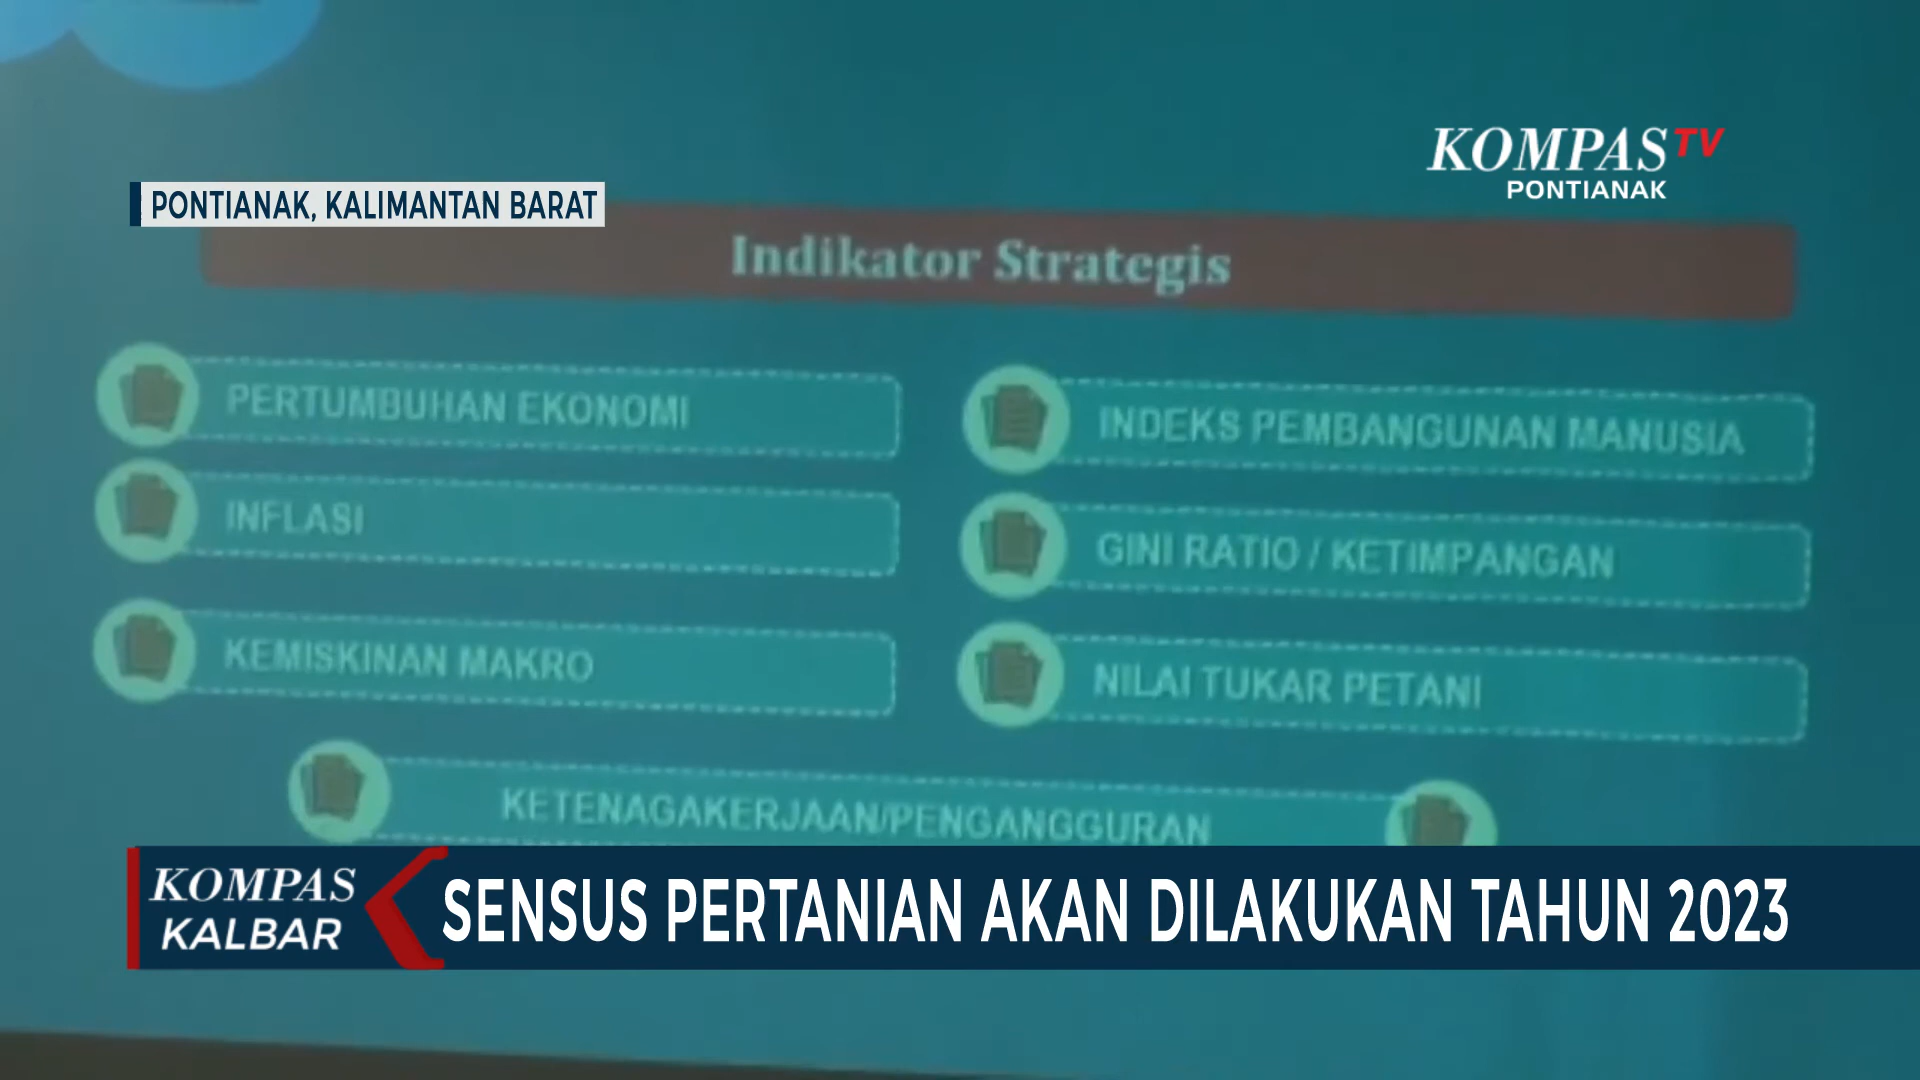 KOMPAS TV
PONTIANAK
PONTIANAK, KALIMANTAN BARAT
Indikator Strategis
PERTUMBUHAN EKONOMI
INDEKS PEMBANGUNAN MANUSIA
INFLASI
GINI RATIO / KETIMPANGAN
KEMISKINAN MAKRO
NILAI TUKAR PETANI
KETENAGAKERJAAN/PENGANGGURAN
KOMPAS
KALBAR
SENSUS PERTANIAN AKAN DILAKUKAN TAHUN 2023